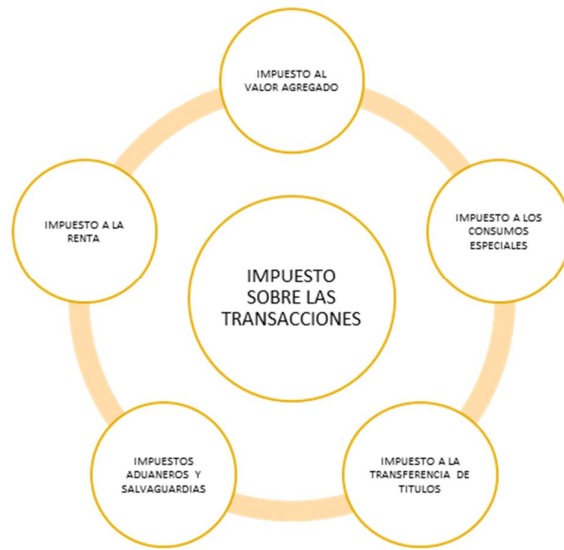 IMPUESTO AL
VALOR AGREGADO
IMPUESTO A LOS
CONSUMOS
ESPECIALES
IMPUESTO A LA
TRANSFERENCIA DE
TITULOS
IMPUESTOS
ADUANEROS Y
SALVAGUARDIAS
IMPUESTO A LA
RENTA
IMPUESTO
SOBRE LAS
TRANSACCIONES